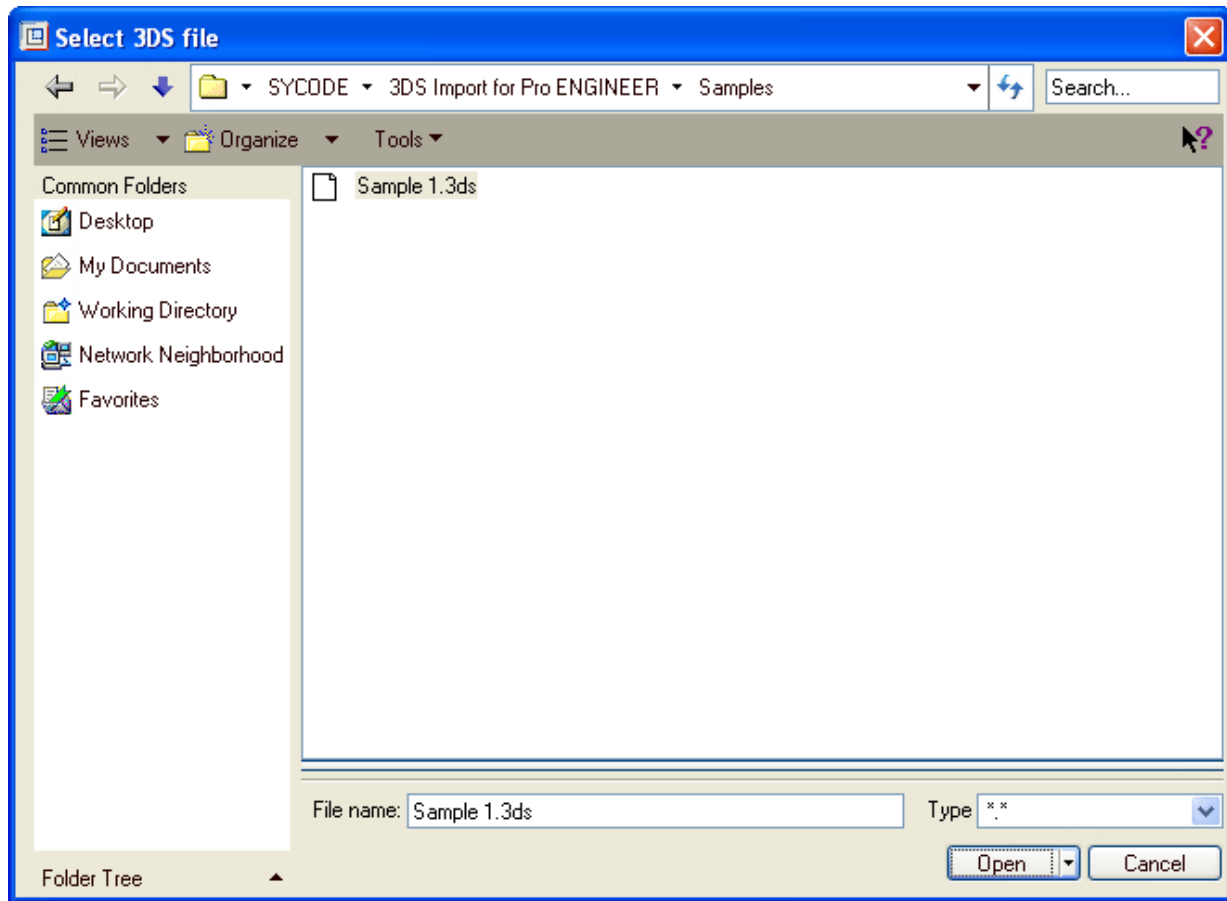 Select 3DS file
SYCODE 3DS Import for Pro ENGINEER Samples Search...
Views Organize Tools ?
Common Folders
Sample 1.3ds
Desktop
My Documents
Working Directory
Network Neighborhood
Favorites
File name: Sample 1.3ds Type *.*
Open Cancel
Folder Tree